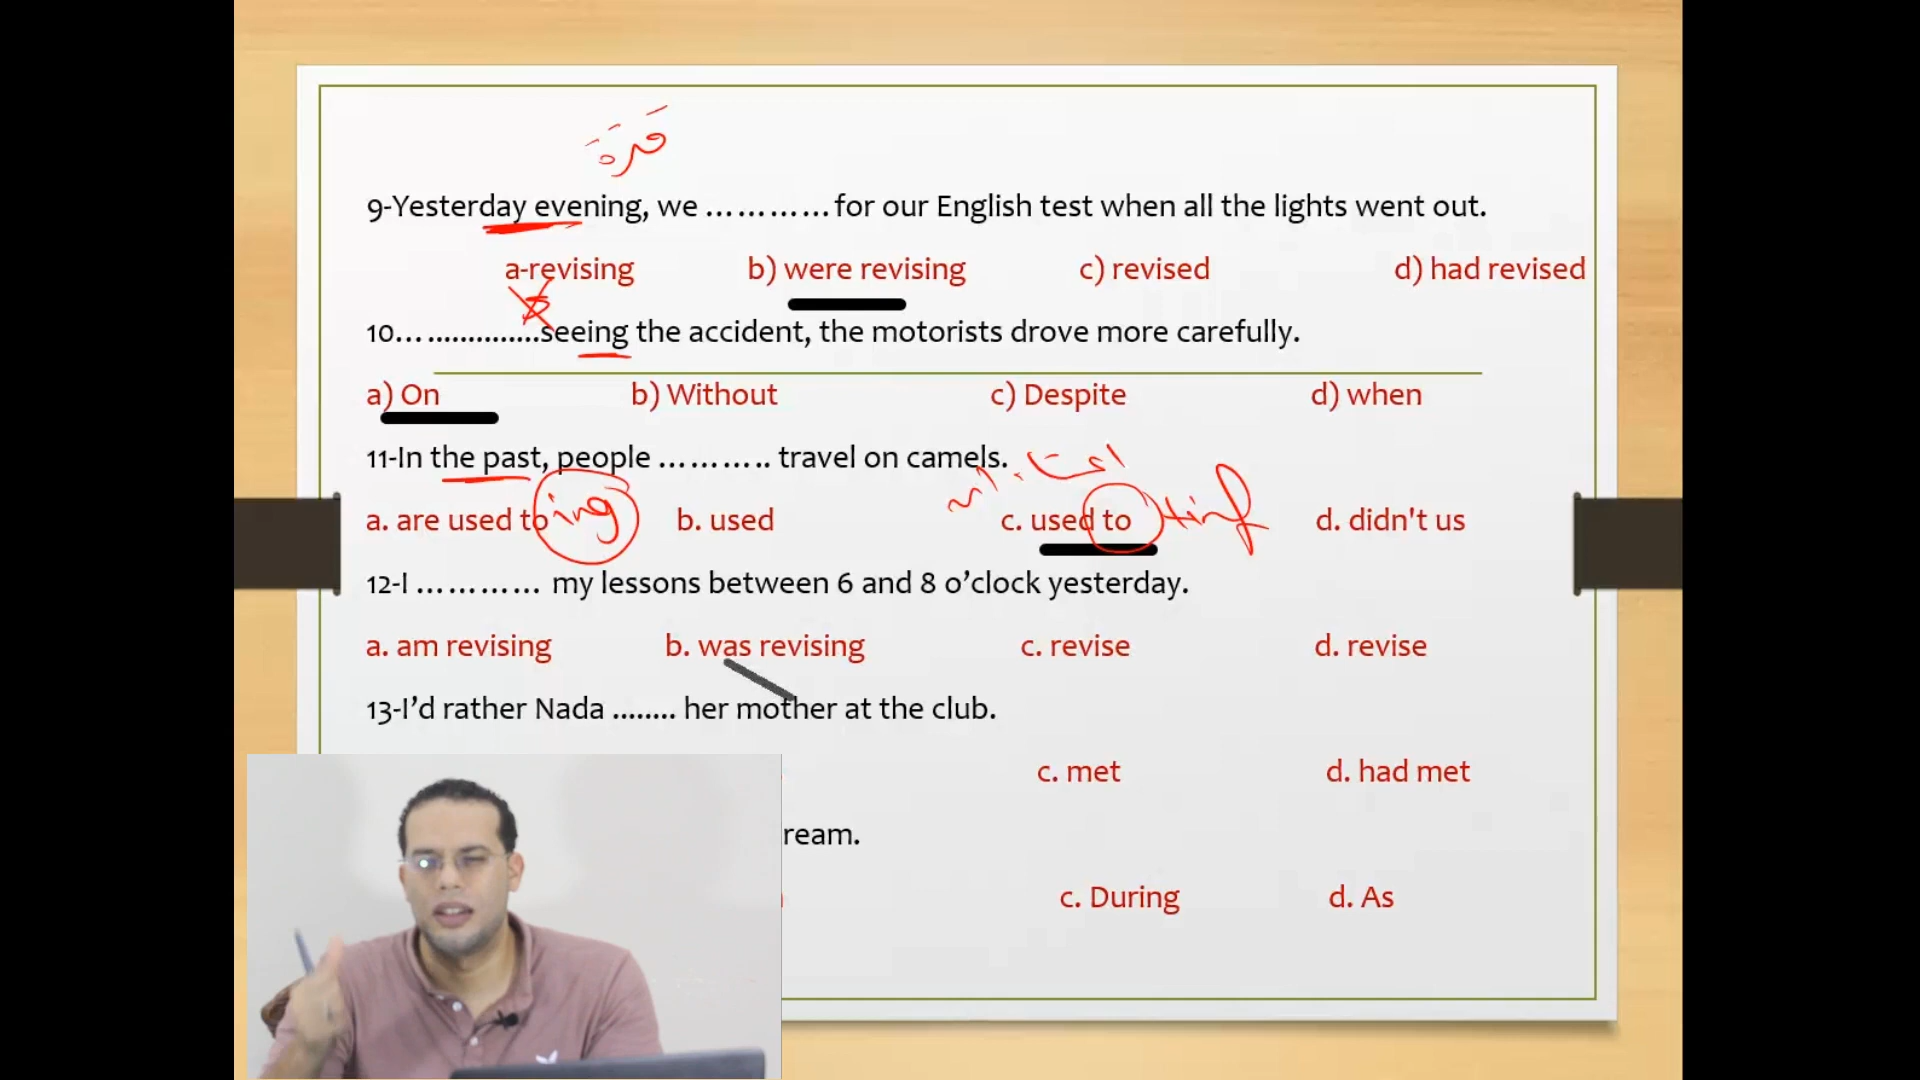 فترة
9-Yesterday evening, we ………… for our English test when all the lights went out.
a-revising b) were revising c) revised d) had revised
10………………seeing the accident, the motorists drove more carefully.
a) On b) Without c) Despite d) when
11-In the past, people ……….. travel on camels.
a. are used to ing b. used c. used to +inf d. didn't us
12-I ………… my lessons between 6 and 8 o’clock yesterday.
a. am revising b. was revising c. revise d. revise
13-I’d rather Nada ........ her mother at the club.
c. met d. had met
ream.
c. During d. As